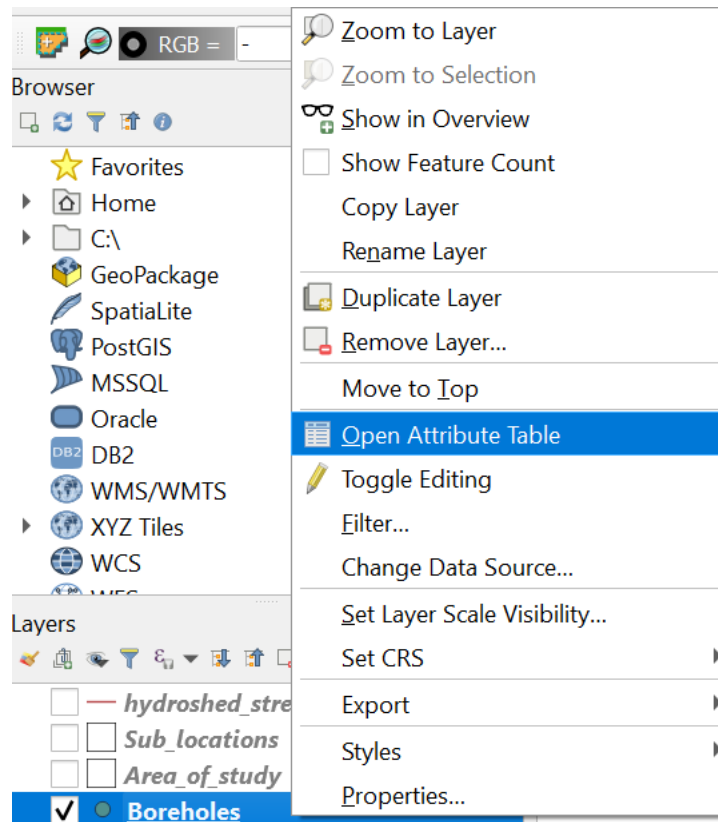 RGB =
-
Browser
Favorites
Home
C:\
GeoPackage
SpatiaLite
PostGIS
MSSQL
Oracle
DB2
DB2
WMS/WMTS
XYZ Tiles
WCS
Layers
ε
hydroshed_stre
Sub_locations
Area_of_study
Boreholes
Zoom to Layer
Zoom to Selection
Show in Overview
Show Feature Count
Copy Layer
Rename Layer
Duplicate Layer
Remove Layer...
Move to Top
Open Attribute Table
Toggle Editing
Filter...
Change Data Source...
Set Layer Scale Visibility...
Set CRS
Export
Styles
Properties...